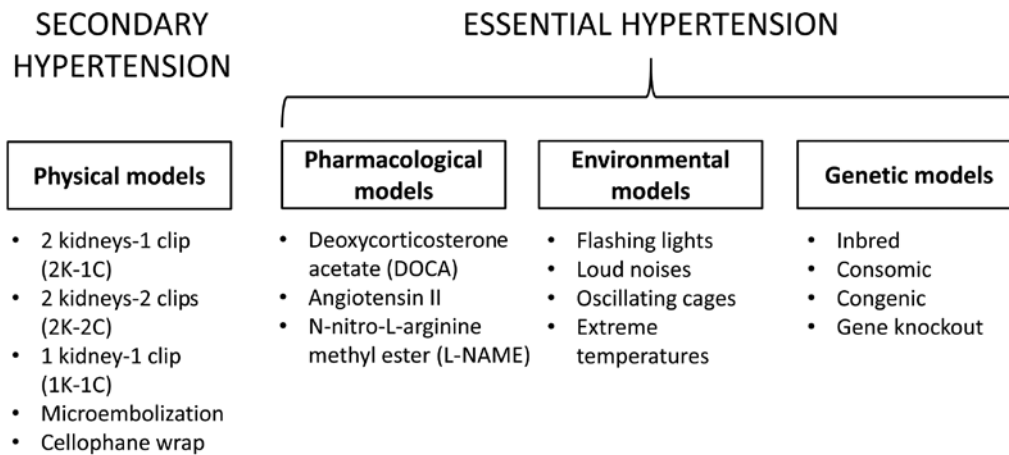 SECONDARY
HYPERTENSION
ESSENTIAL HYPERTENSION
Physical models
• 2 kidneys-1 clip
(2K-1C)
• 2 kidneys-2 clips
(2K-2C)
• 1 kidney-1 clip
(1K-1C)
• Microembolization
• Cellophane wrap
Pharmacological
models
• Deoxycorticosterone
acetate (DOCA)
• Angiotensin II
• N-nitro-L-arginine
methyl ester (L-NAME)
Environmental
models
• Flashing lights
• Loud noises
• Oscillating cages
• Extreme
temperatures
Genetic models
• Inbred
• Consomic
• Congenic
• Gene knockout